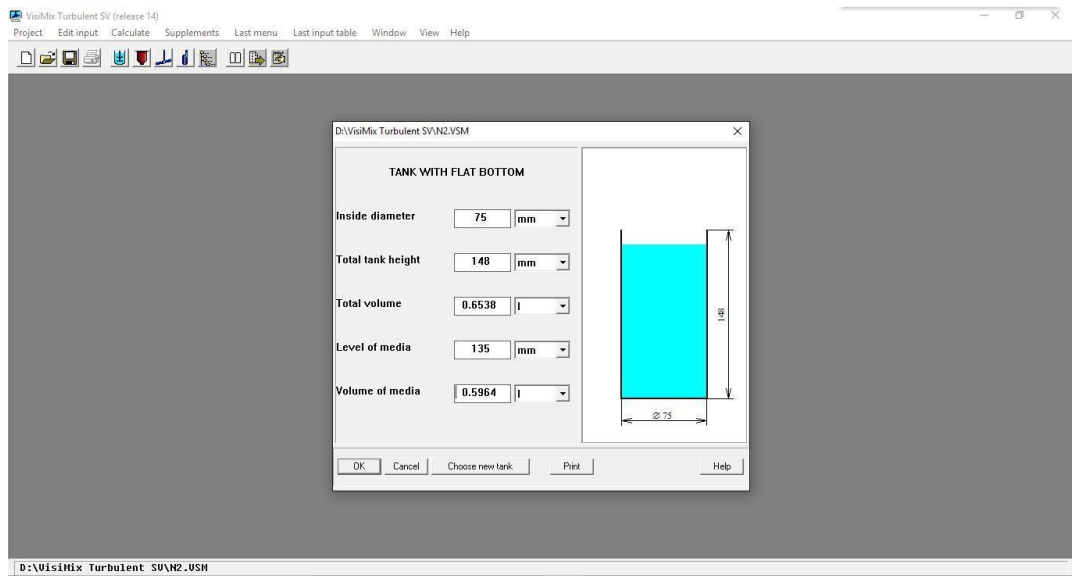 VisiMix Turbulent SV (release 14)
Project Edit input Calculate Supplements Last menu Last input table Window View Help
D:\VisiMix Turbulent SV\N2.VSM
TANK WITH FLAT BOTTOM
Inside diameter 75 mm
Total tank height 148 mm
Total volume 0.6538 l
Level of media 135 mm
Volume of media 0.5964 l
148
Ø 75
OK Cancel Choose new tank Print Help
D:\VisiMix Turbulent SV\N2.VSM